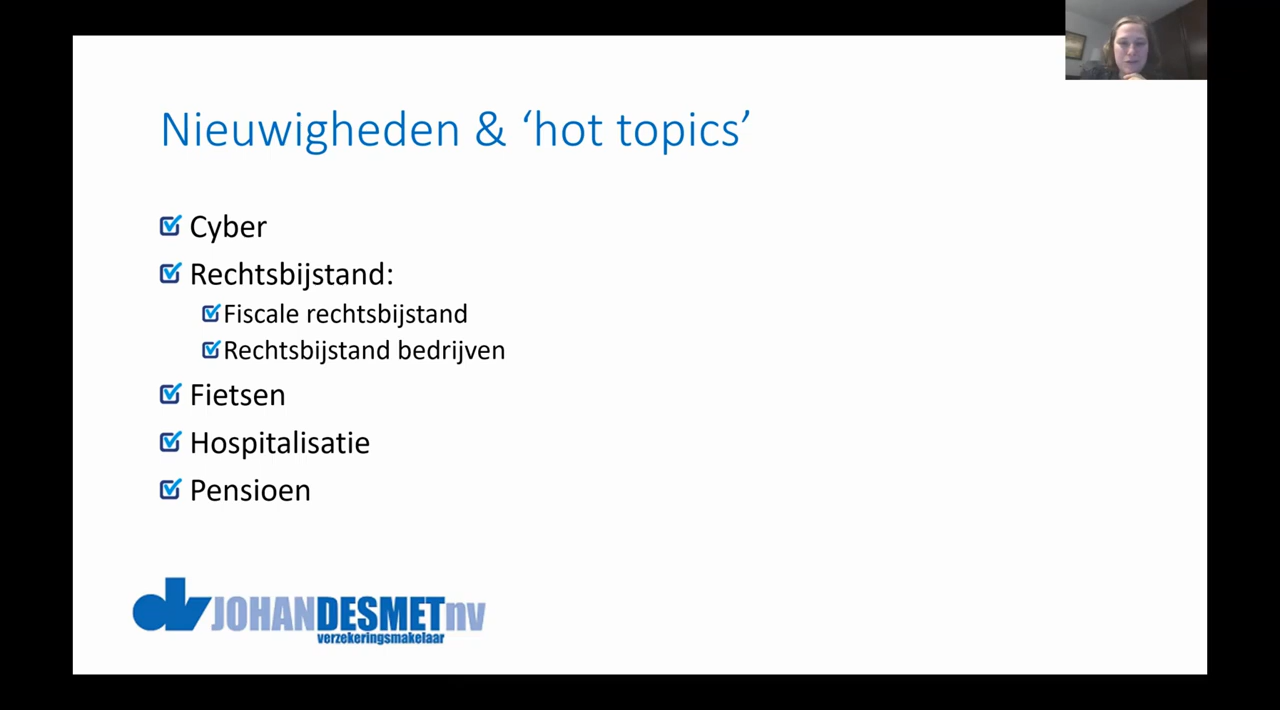 Nieuwigheden & ‘hot topics’
Cyber
Rechtsbijstand:
Fiscale rechtsbijstand
Rechtsbijstand bedrijven
Fietsen
Hospitalisatie
Pensioen
JOHANDESMETnv
verzekeringsmakelaar